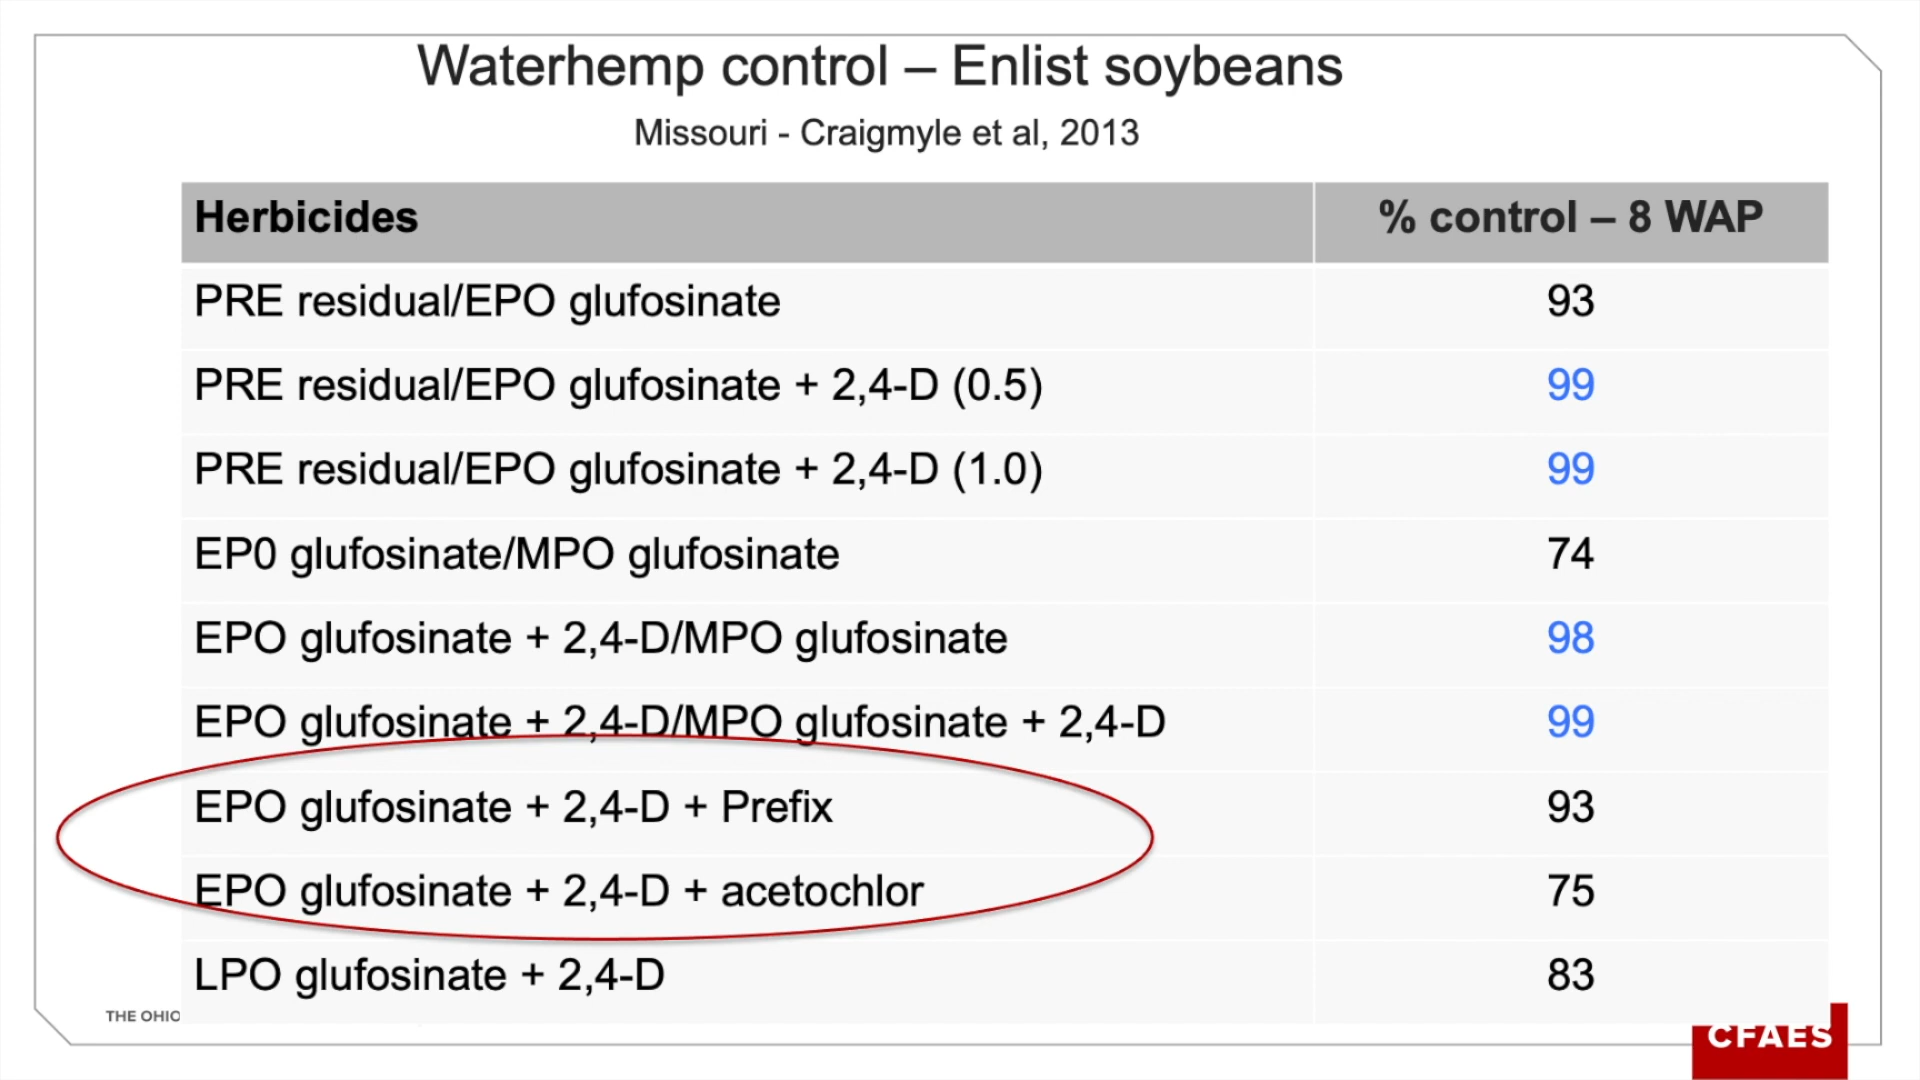 Waterhemp control – Enlist soybeans
Missouri - Craigmyle et al, 2013
Herbicides % control – 8 WAP
PRE residual/EPO glufosinate 93
PRE residual/EPO glufosinate + 2,4-D (0.5) 99
PRE residual/EPO glufosinate + 2,4-D (1.0) 99
EP0 glufosinate/MPO glufosinate 74
EPO glufosinate + 2,4-D/MPO glufosinate 98
EPO glufosinate + 2,4-D/MPO glufosinate + 2,4-D 99
EPO glufosinate + 2,4-D + Prefix 93
EPO glufosinate + 2,4-D + acetochlor 75
LPO glufosinate + 2,4-D 83
THE OHIO
CFAES